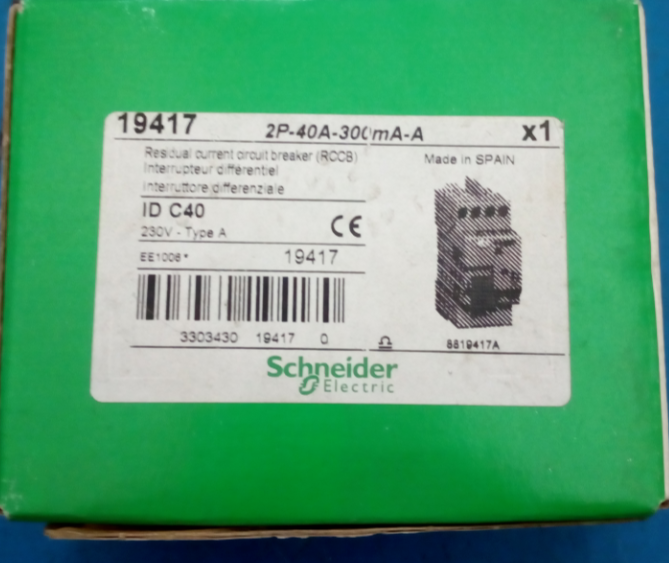 19417 2P-40A-300mA-A x1
Residual current circuit breaker (RCCB) Made in SPAIN
Interrupteur différentiel
Interruttore differenziale
ID C40
230V - Type A CE
EE1006* 19417
3303430 19417 0
8819417A
Schneider
Electric